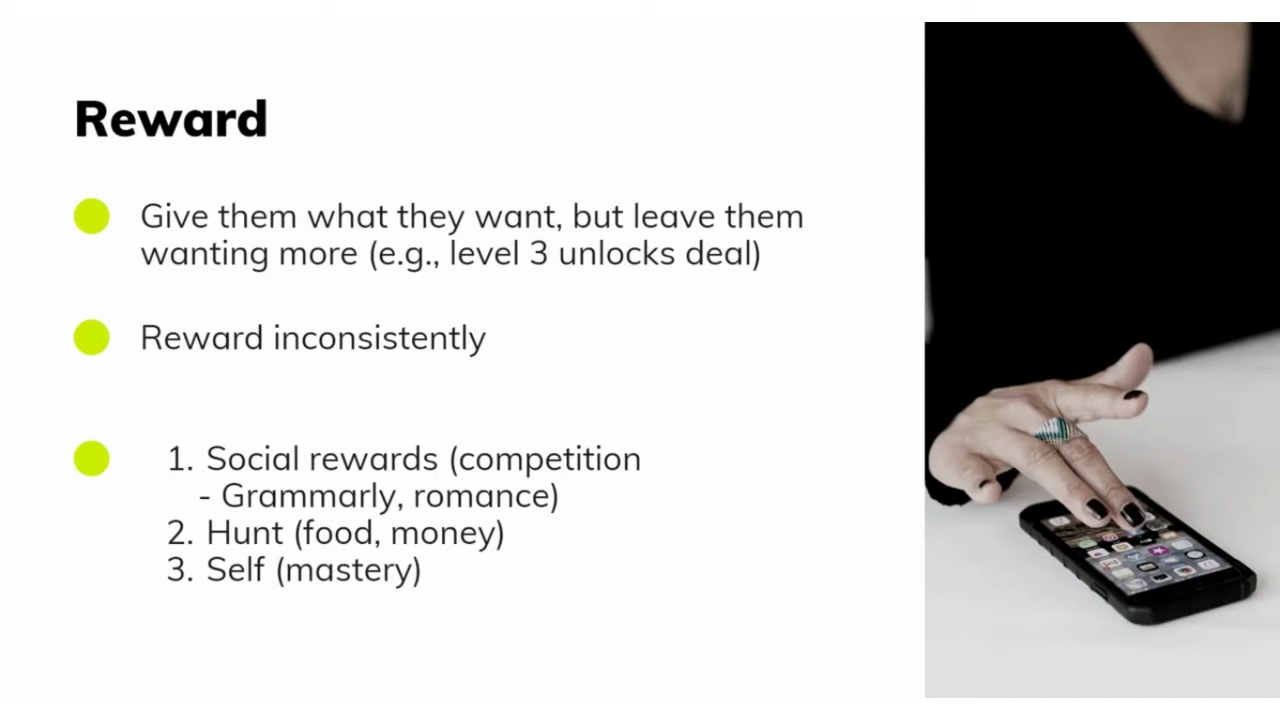 Reward
Give them what they want, but leave them
wanting more (e.g., level 3 unlocks deal)
Reward inconsistently
1. Social rewards (competition
- Grammarly, romance)
2. Hunt (food, money)
3. Self (mastery)